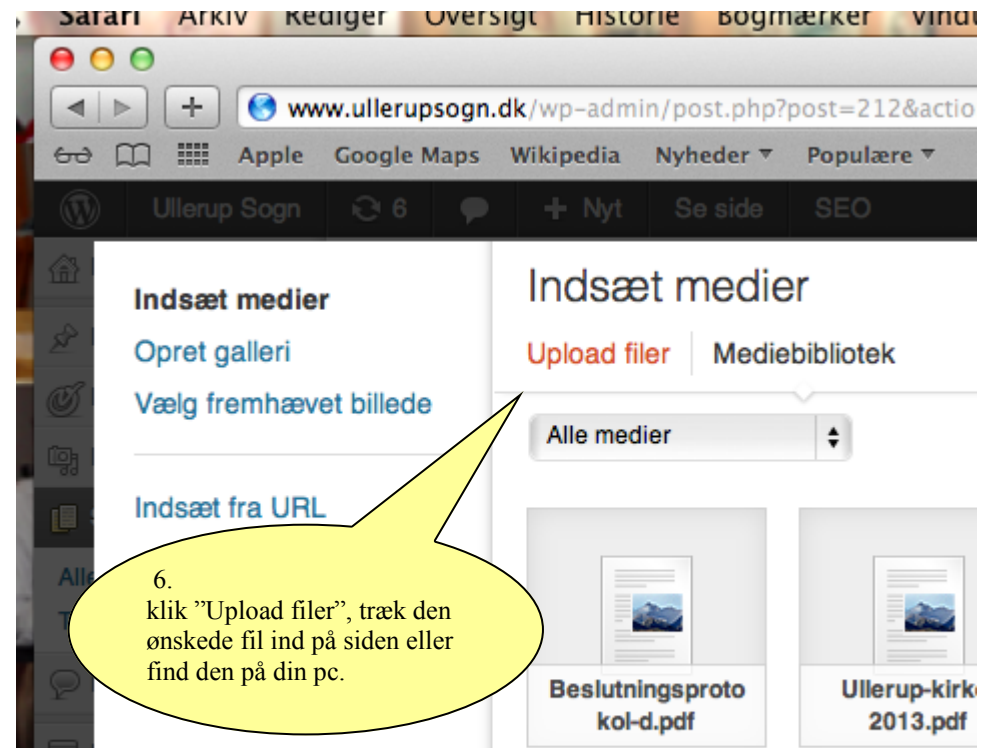 Safari Arkiv Rediger Oversigt Historie Bogmærker
www.ullerupsogn.dk/wp-admin/post.php?post=212&actio
Apple Google Maps Wikipedia Nyheder Populære
Ullerup Sogn 6 + Nyt Se side SEO
Indsæt medier
Opret galleri
Vælg fremhævet billede
Indsæt fra URL
Indsæt medier
Upload filer Mediebibliotek
Alle medier
6.
klik ”Upload filer”, træk den
ønskede fil ind på siden eller
find den på din pc.
Beslutningsproto
kol-d.pdf
Ullerup-kirk
2013.pdf